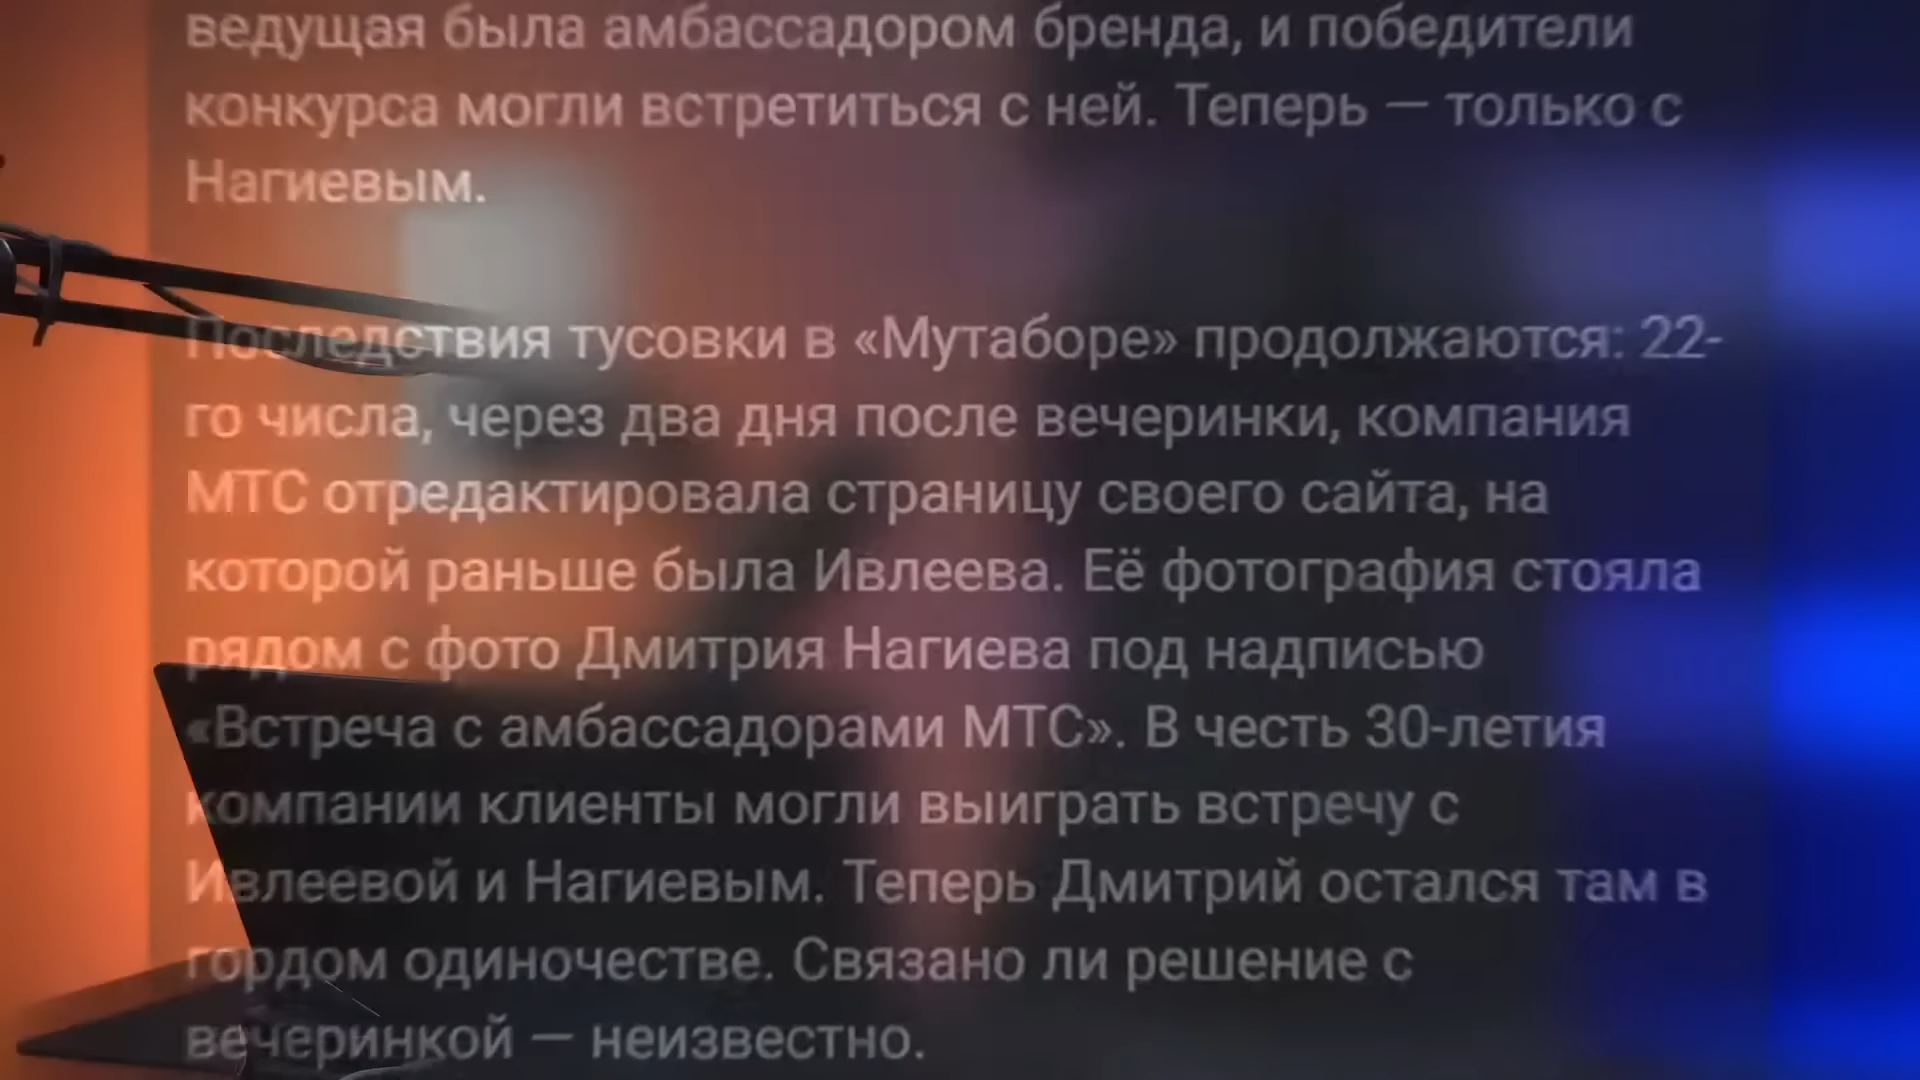 ведущая была амбассадором бренда, и победители
конкурса могли встретиться с ней. Теперь — только с
Нагиевым.
Последствия тусовки в «Мутаборе» продолжаются: 22-
го числа, через два дня после вечеринки, компания
МТС отредактировала страницу своего сайта, на
которой раньше была Ивлеева. Её фотография стояла
рядом с фото Дмитрия Нагиева под надписью
«Встреча с амбассадорами МТС». В честь 30-летия
компании клиенты могли выиграть встречу с
Ивлеевой и Нагиевым. Теперь Дмитрий остался там в
гордом одиночестве. Связано ли решение с
вечеринкой — неизвестно.